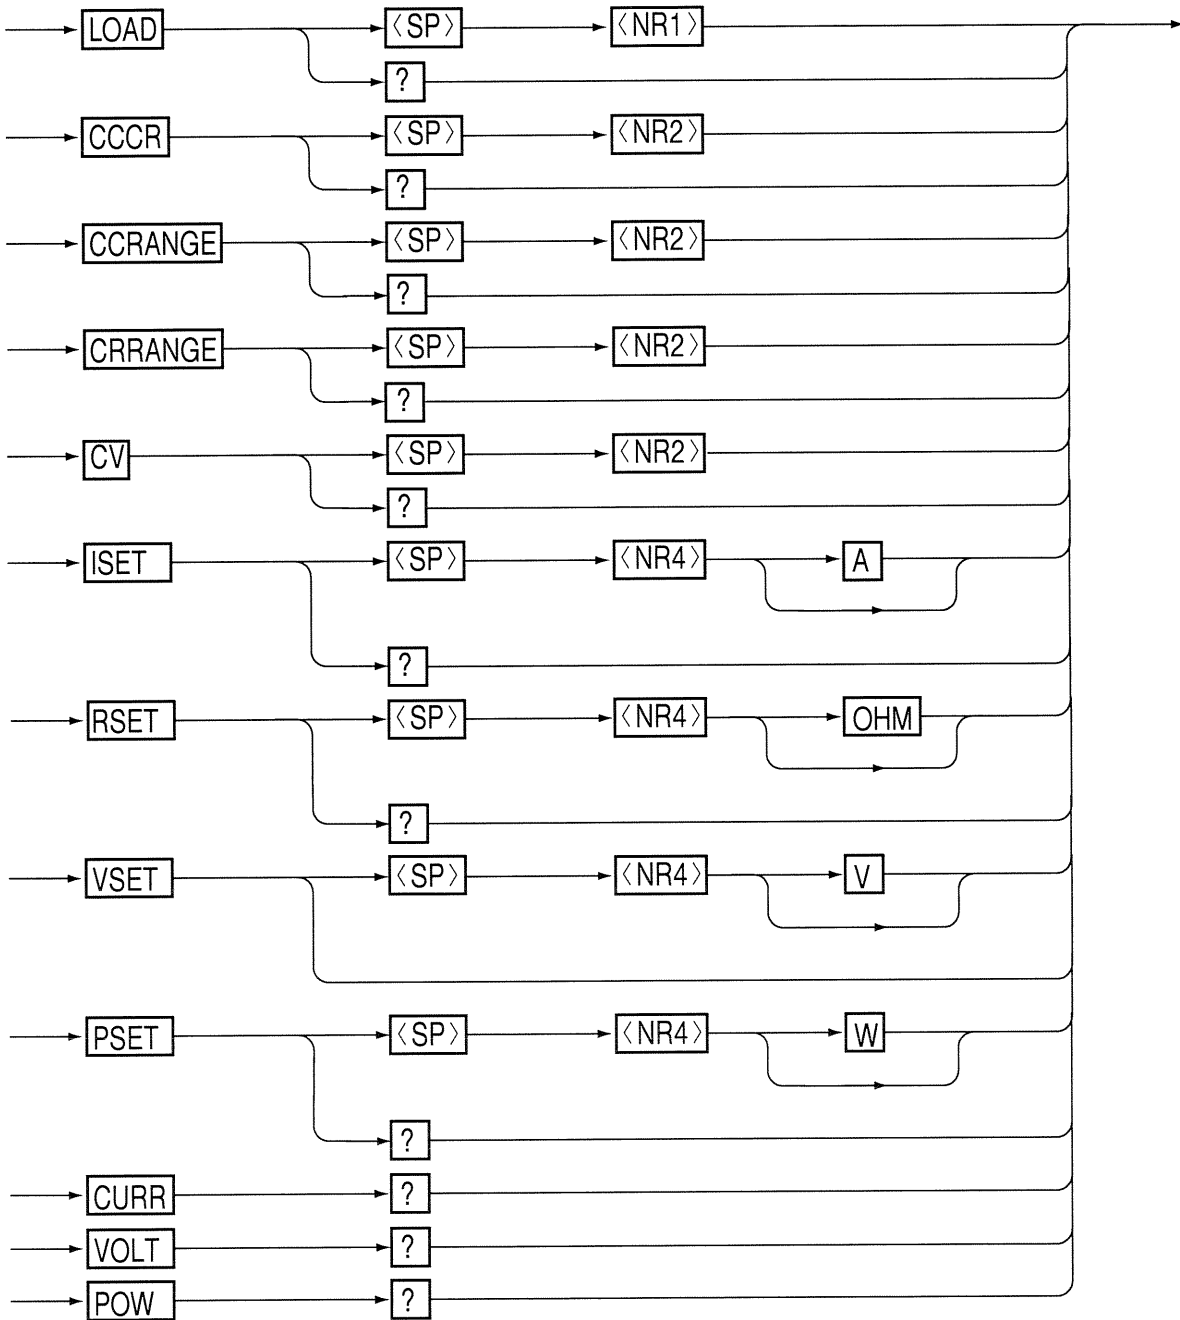 LOAD 〈SP〉 〈NR1〉
?
CCCR 〈SP〉 〈NR2〉
?
CCRANGE 〈SP〉 〈NR2〉
?
CRRANGE 〈SP〉 〈NR2〉
?
CV 〈SP〉 〈NR2〉
?
ISET 〈SP〉 〈NR4〉 A
?
RSET 〈SP〉 〈NR4〉 OHM
?
VSET 〈SP〉 〈NR4〉 V
PSET 〈SP〉 〈NR4〉 W
?
CURR ?
VOLT ?
POW ?